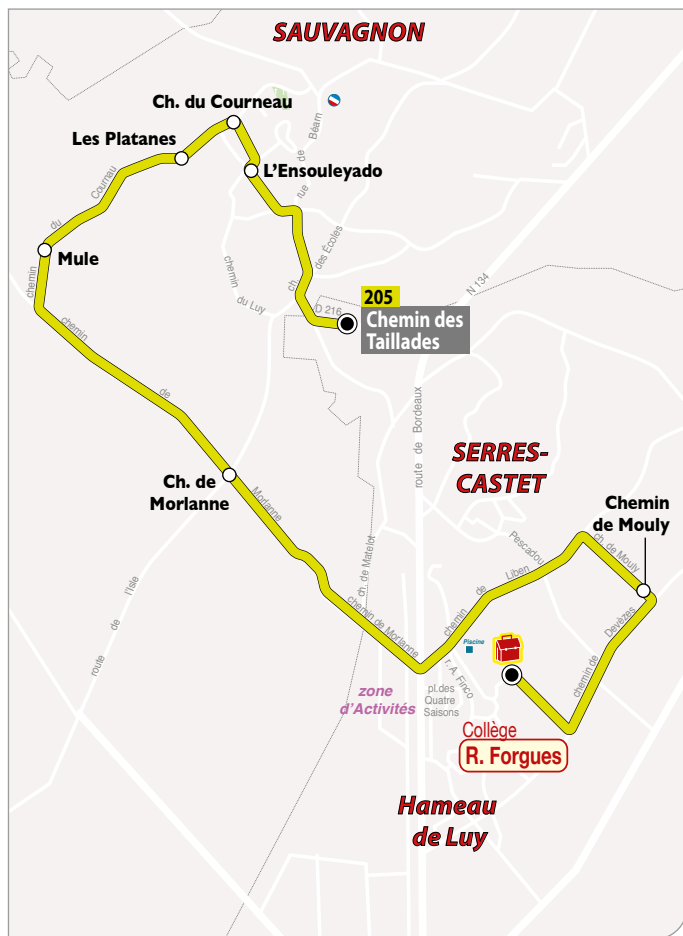 SAUVAGNON
Ch. du Courneau
Les Platanes
L'Ensouleyado
rue de Béarn
chemin du Cournau
Mule
ch. des Écoles
chemin du Luy
D 216
205
Chemin des
Taillades
N 134
chemin de Morlanne
route de Bordeaux
SERRES-
CASTET
Ch. de
Morlanne
Chemin
de Mouly
ch. de Mouly
Pescadou
chemin de Liben
ch. de Matelot
route de l'Isle
chemin de Morlanne
chemin de Devèzes
Piscine
r. A. Finco
zone
d'Activités
pl.des
Quatre
Saisons
Collège
R. Forgues
Hameau
de Luy